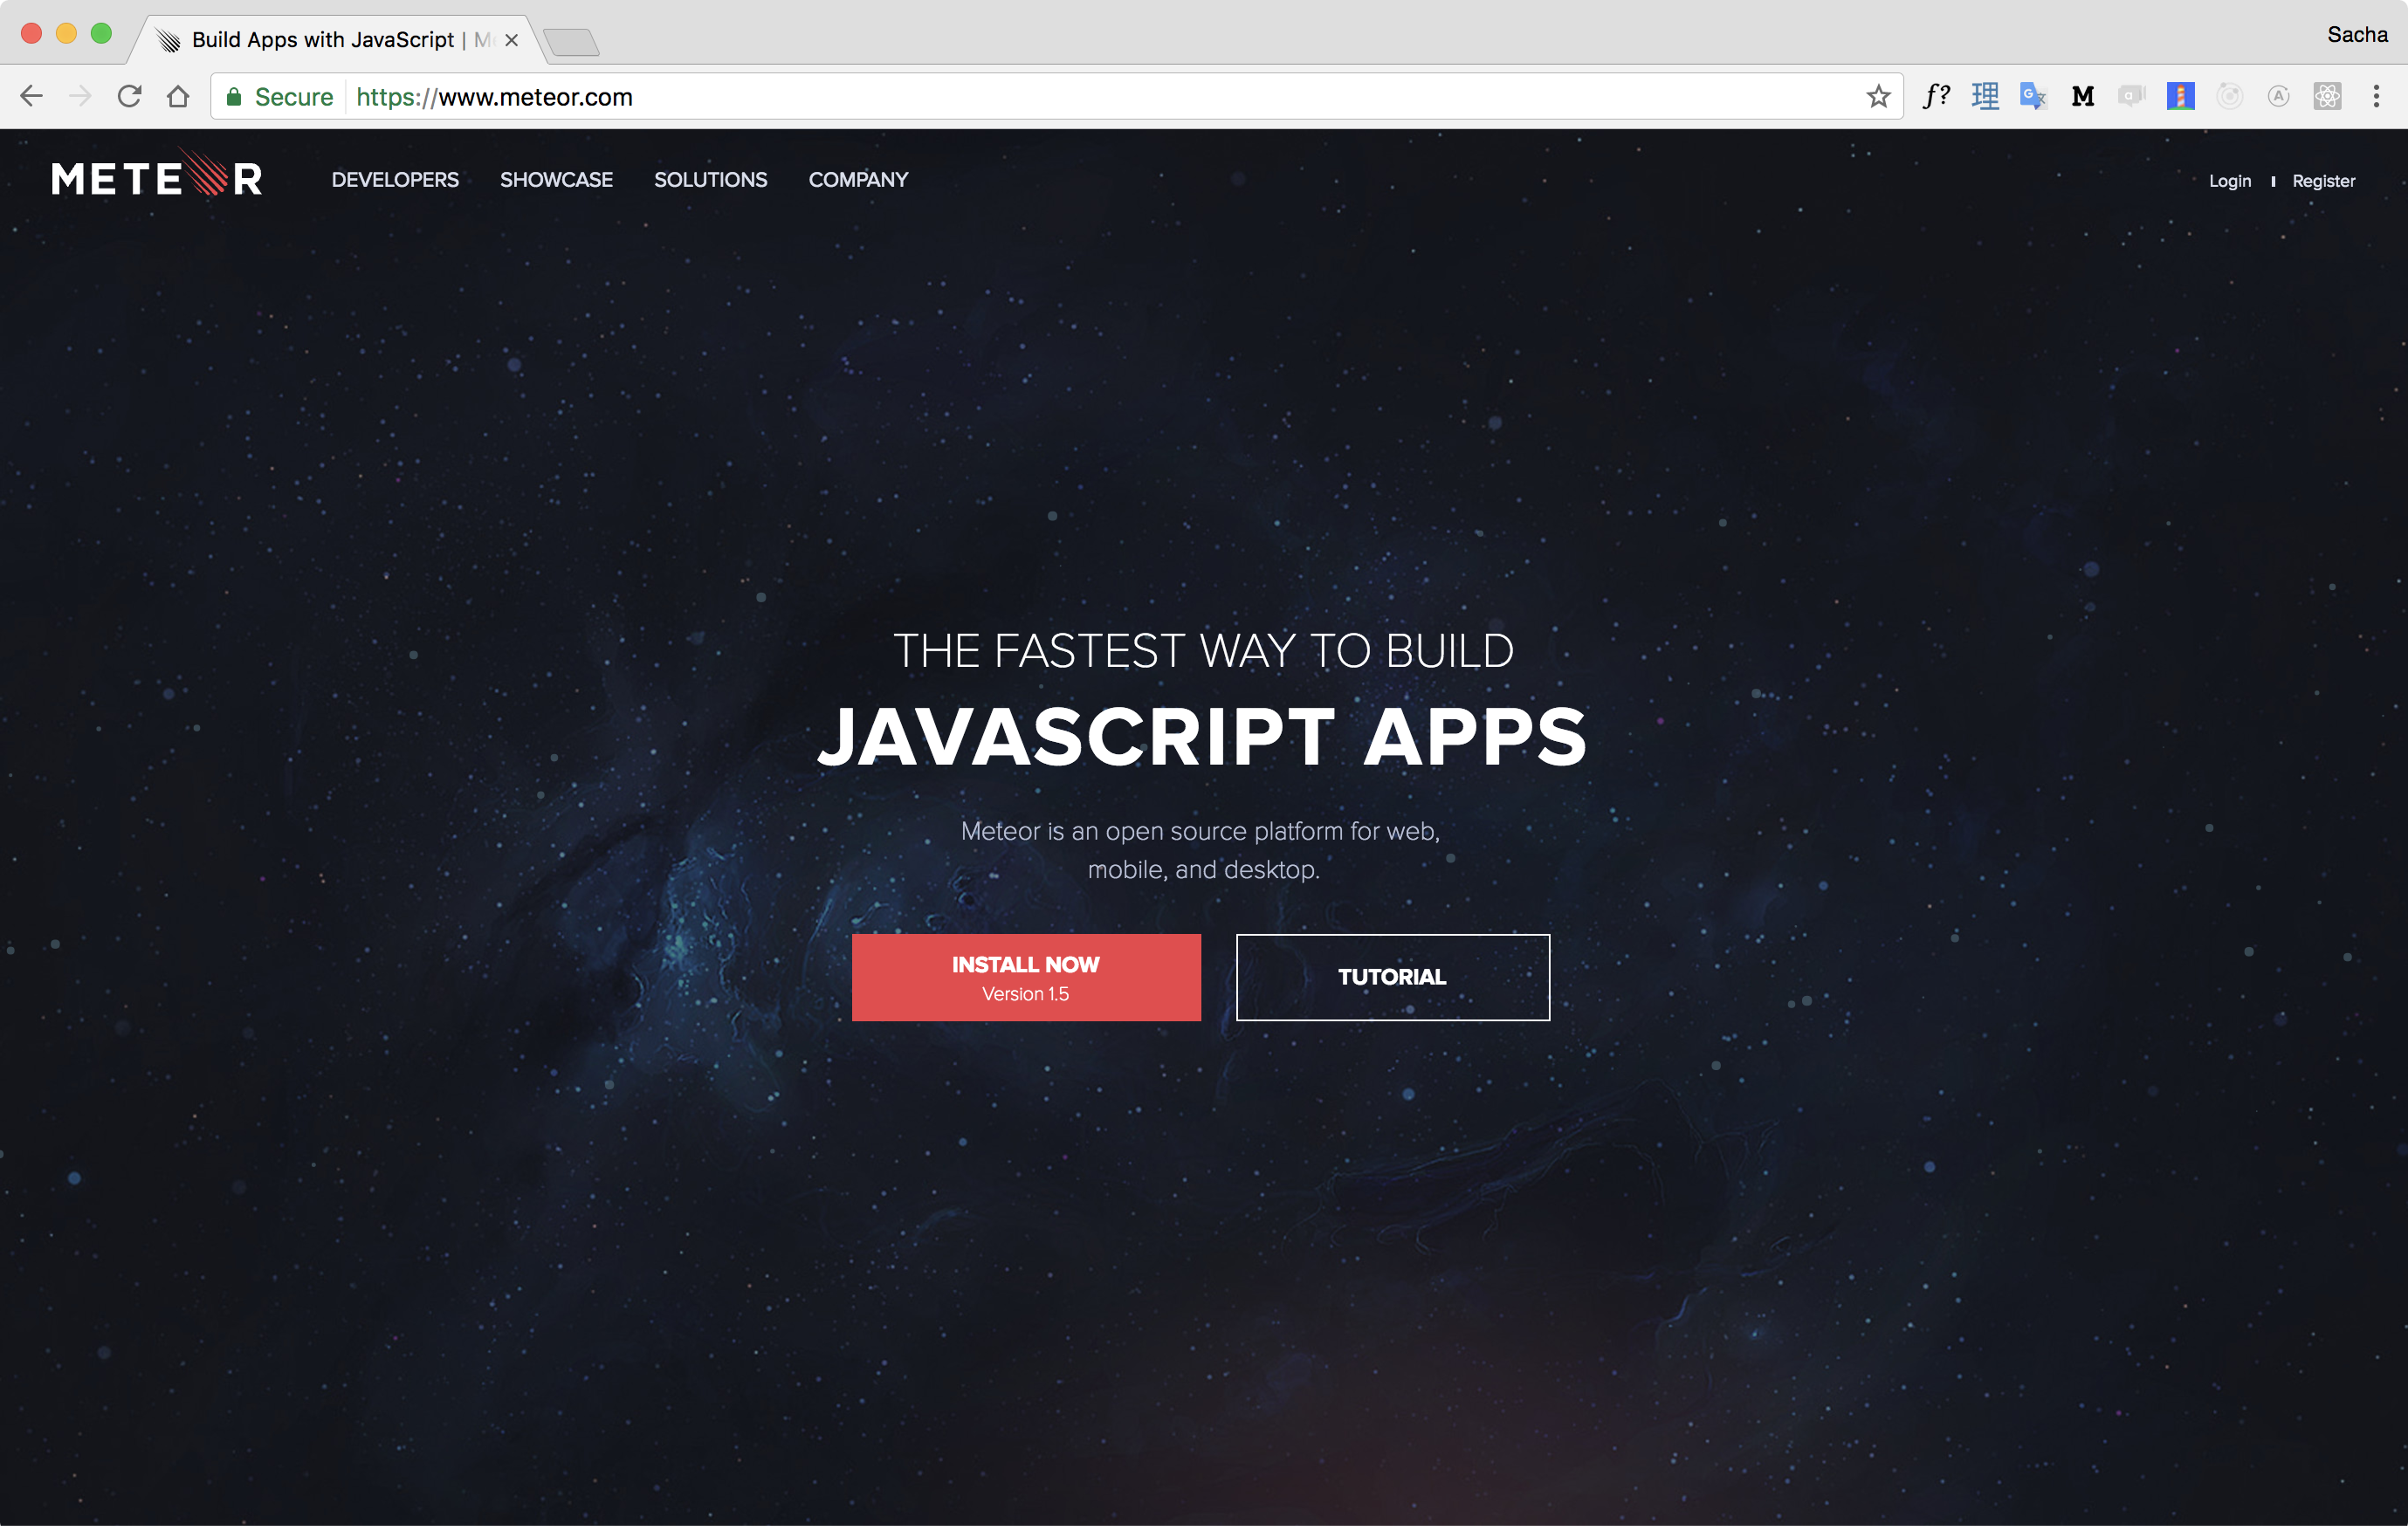 Build Apps with JavaScript | M
Sacha
Secure
https://www.meteor.com
f?
理
M
METEOR
DEVELOPERS
SHOWCASE
SOLUTIONS
COMPANY
Login
Register
THE FASTEST WAY TO BUILD
JAVASCRIPT APPS
Meteor is an open source platform for web,
mobile, and desktop.
INSTALL NOW
Version 1.5
TUTORIAL